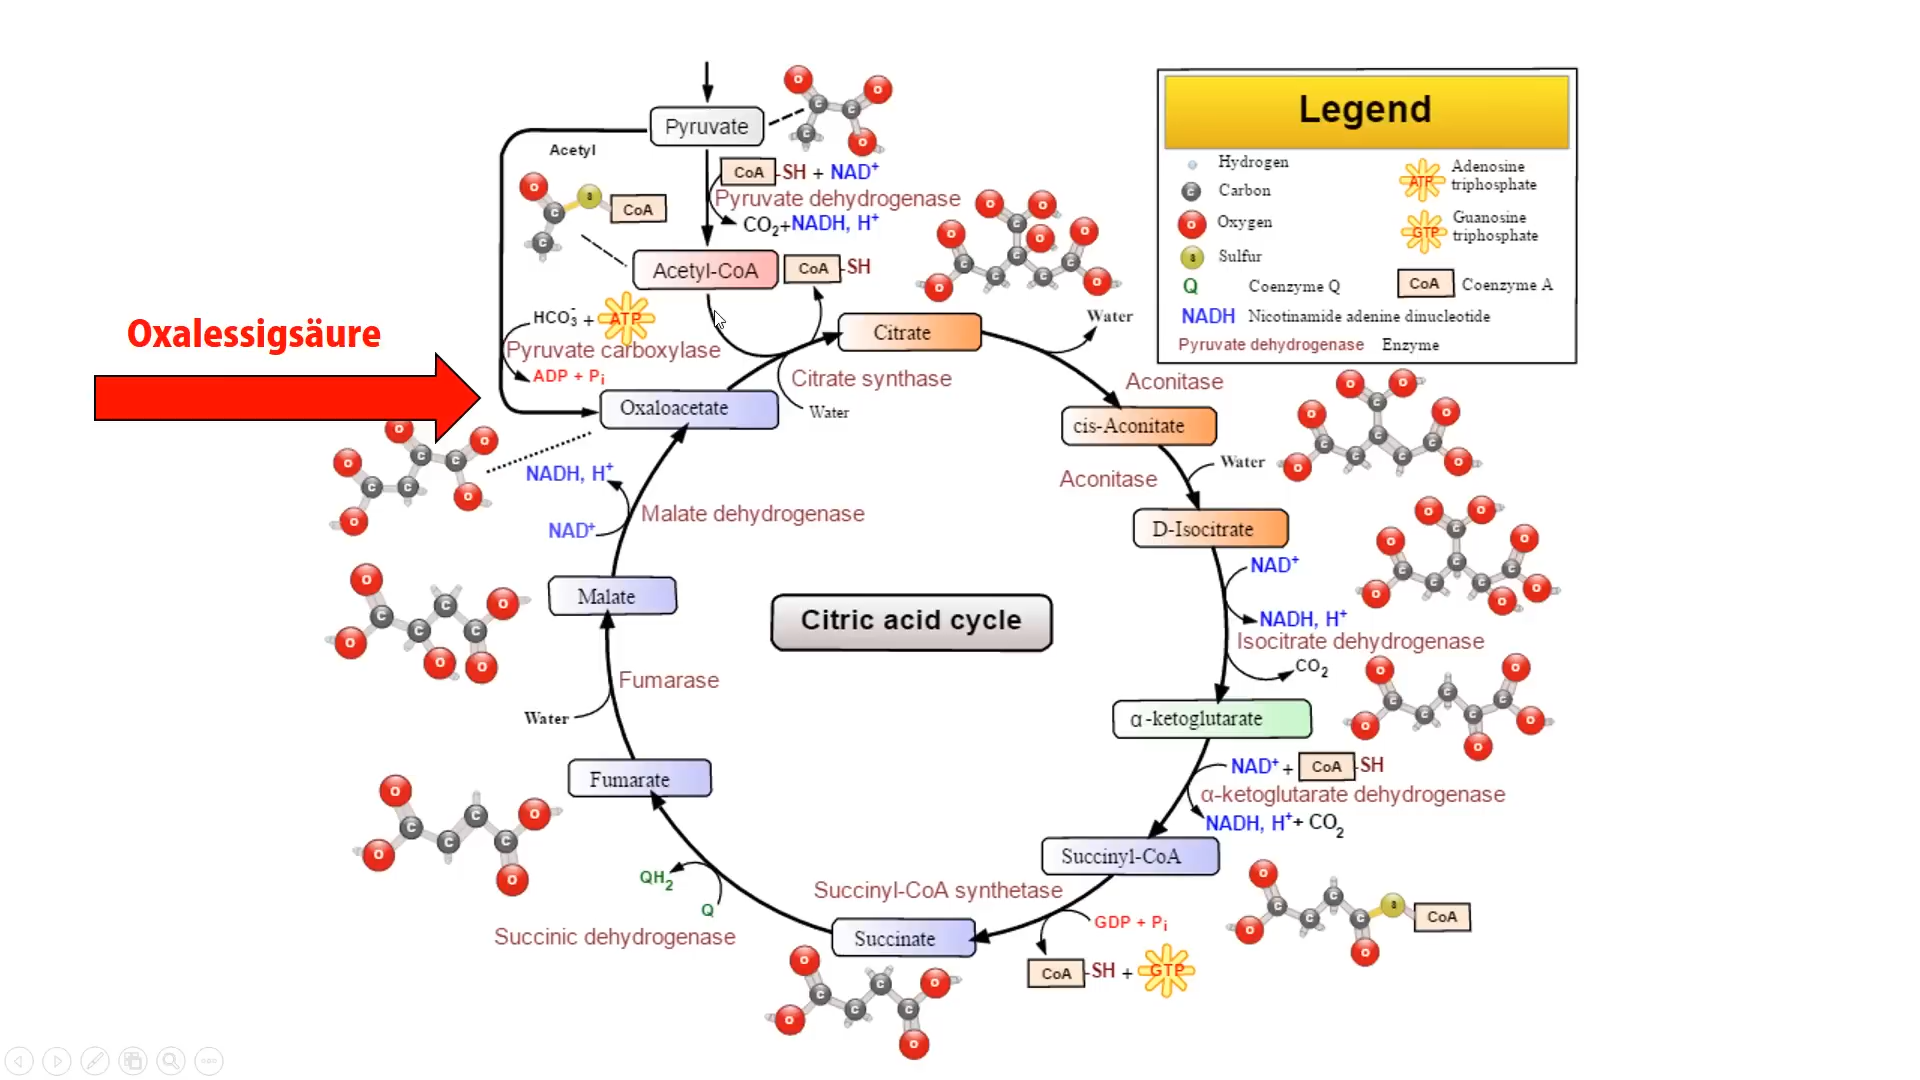 Pyruvate
Acetyl
CoA-SH + NAD⁺
Pyruvate dehydrogenase
CO₂+NADH, H⁺
CoA
Acetyl-CoA
CoA-SH
HCO₃⁻ + ATP
Pyruvate carboxylase
ADP + Pᵢ
Oxalessigsäure
Oxaloacetate
Citrate synthase
Water
Citrate
Water
Aconitase
cis-Aconitate
Water
Aconitase
D-Isocitrate
NAD⁺
NADH, H⁺
Isocitrate dehydrogenase
CO₂
α-ketoglutarate
NAD⁺ + CoA-SH
α-ketoglutarate dehydrogenase
NADH, H⁺+ CO₂
Succinyl-CoA
CoA
Succinyl-CoA synthetase
GDP + Pᵢ
CoA-SH + GTP
Succinate
QH₂
Q
Succinic dehydrogenase
Fumarate
Water
Fumarase
Malate
NADH, H⁺
NAD⁺
Malate dehydrogenase
Citric acid cycle
Legend
Hydrogen
C Carbon
O Oxygen
S Sulfur
Q Coenzyme Q
NADH Nicotinamide adenine dinucleotide
Pyruvate dehydrogenase Enzyme
ATP Adenosine
triphosphate
GTP Guanosine
triphosphate
CoA Coenzyme A